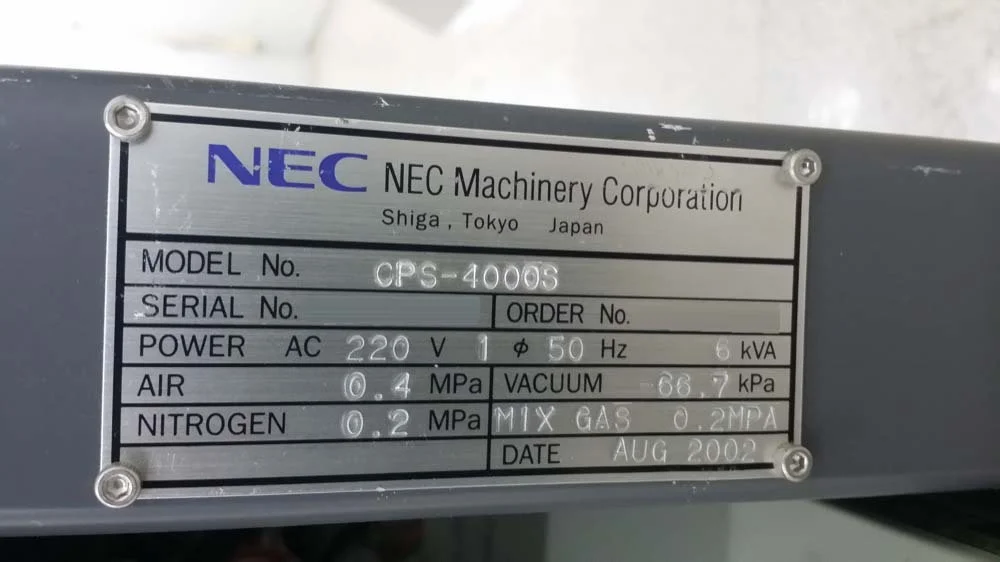 NEC NEC Machinery Corporation
Shiga, Tokyo Japan
MODEL No. CPS-4000S
SERIAL No. ORDER No.
POWER AC 220 V 1 φ 50 Hz 6 kVA
AIR 0.4 MPa VACUUM -66.7 kPa
NITROGEN 0.2 MPa MIX GAS 0.2MPA
DATE AUG 2002